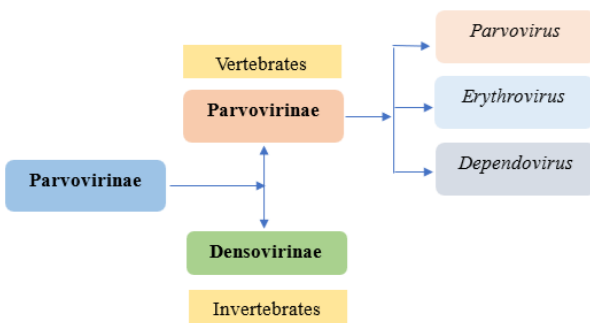 Parvovirus
Vertebrates
Erythrovirus
Parvovirinae
Dependovirus
Parvovirinae
Densovirinae
Invertebrates